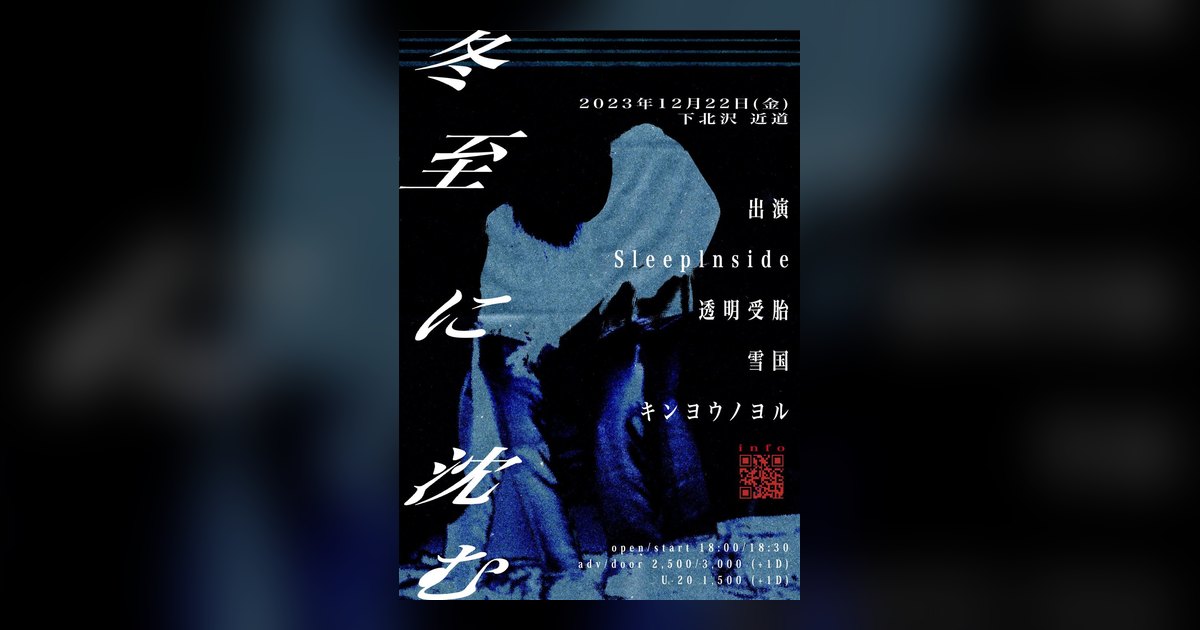 冬至に沈む
2023年12月22日(金)
下北沢 近道
出演
SleepInside
透明受胎
雪国
キンヨウノヨル
info
open/start 18:00/18:30
adv/door 2,500/3,000 (+1D)
U-20 1,500 (+1D)